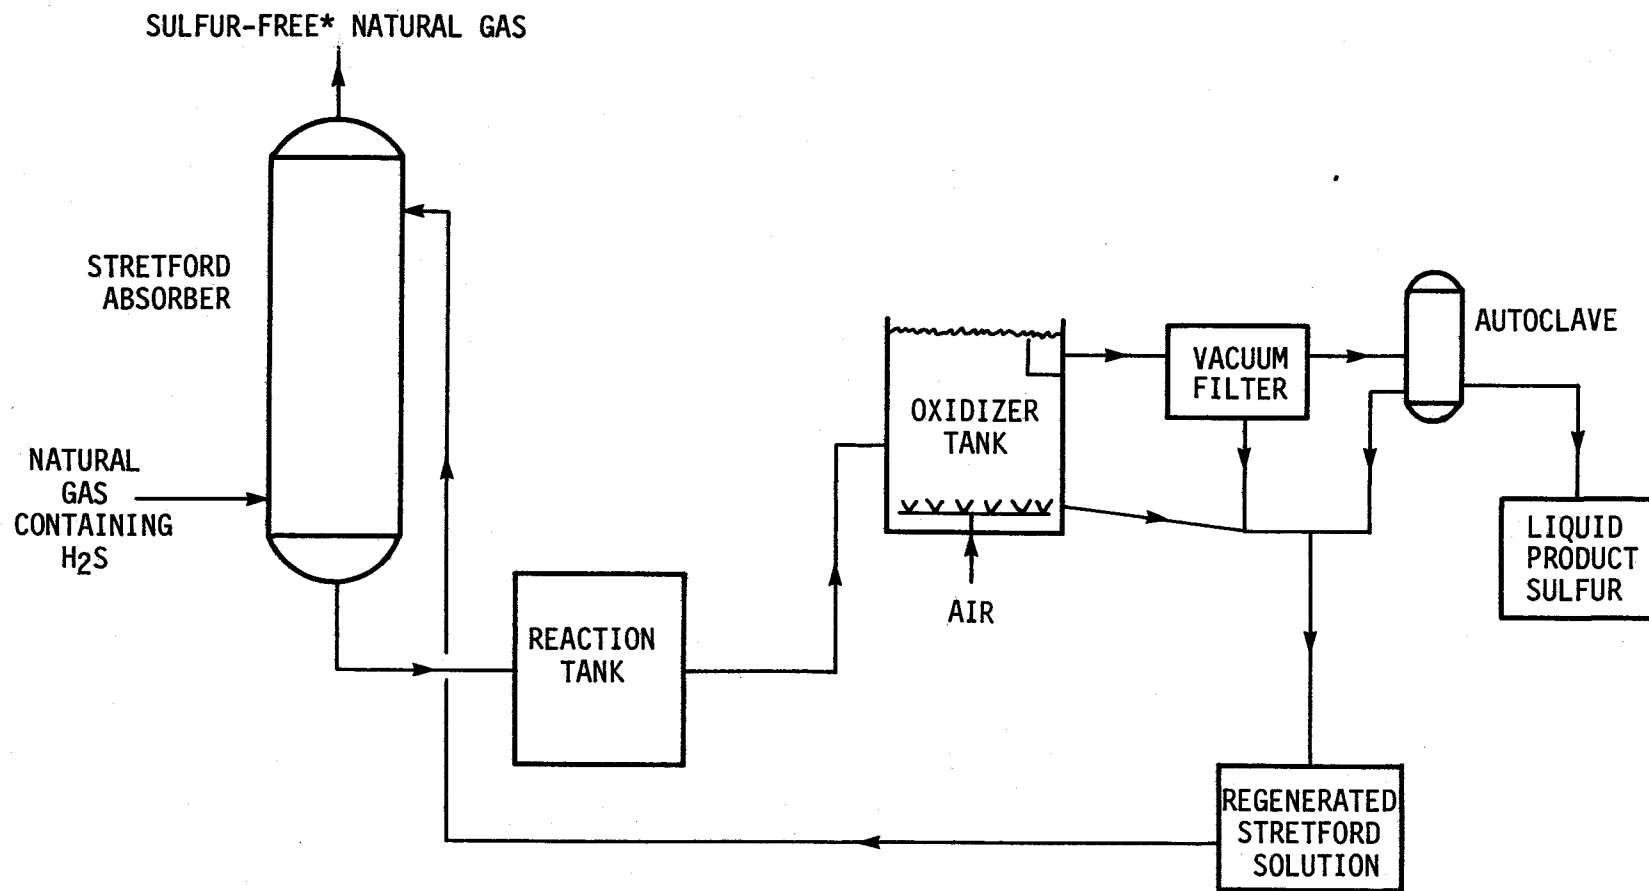 SULFUR-FREE* NATURAL GAS
STRETFORD
ABSORBER
NATURAL
GAS
CONTAINING
H2S
REACTION
TANK
OXIDIZER
TANK
AIR
VACUUM
FILTER
AUTOCLAVE
LIQUID
PRODUCT
SULFUR
REGENERATED
STRETFORD
SOLUTION